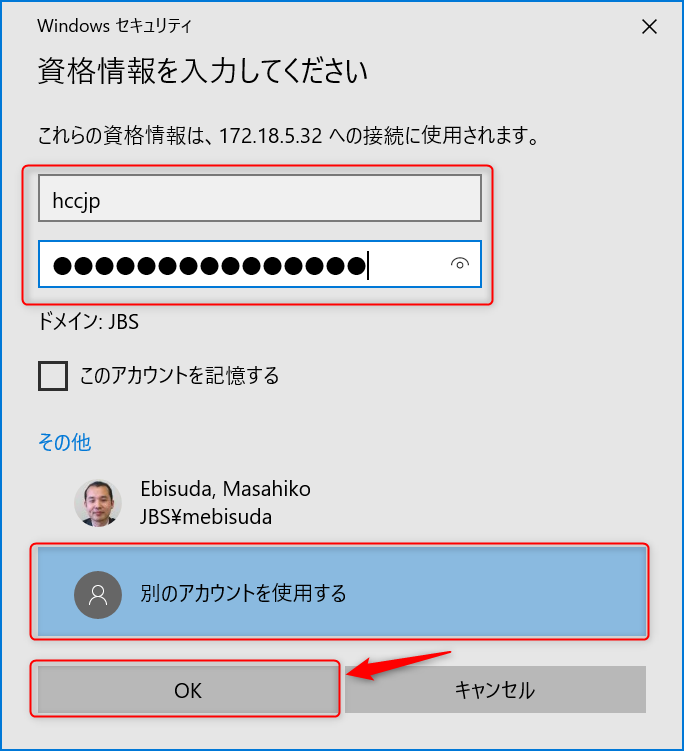 Windows セキュリティ
資格情報を入力してください
これらの資格情報は、172.18.5.32 への接続に使用されます。
hccjp
●●●●●●●●●●●●●●●
ドメイン: JBS
このアカウントを記憶する
その他
Ebisuda, Masahiko
JBS¥mebisuda
別のアカウントを使用する
OK
キャンセル